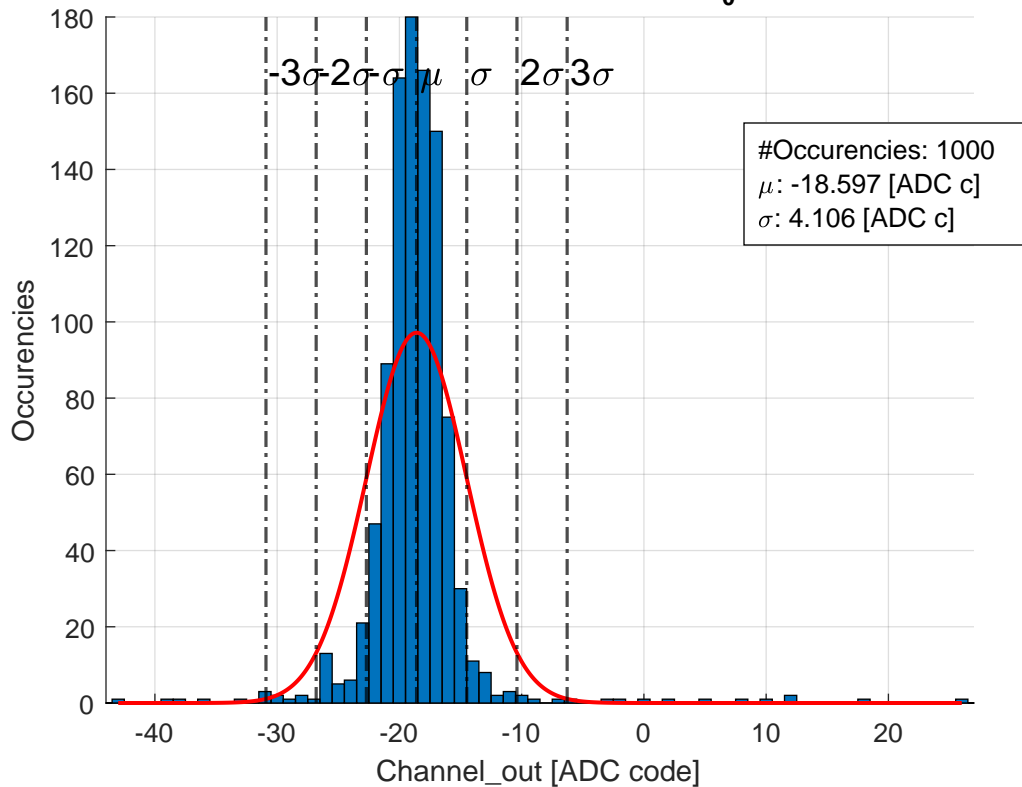 180
-3σ -2σ -σ μ σ 2σ 3σ
160
140
120
100
80
60
40
20
0
Occurencies
#Occurencies: 1000
μ: -18.597 [ADC c]
σ: 4.106 [ADC c]
-40 -30 -20 -10 0 10 20
Channel_out [ADC code]